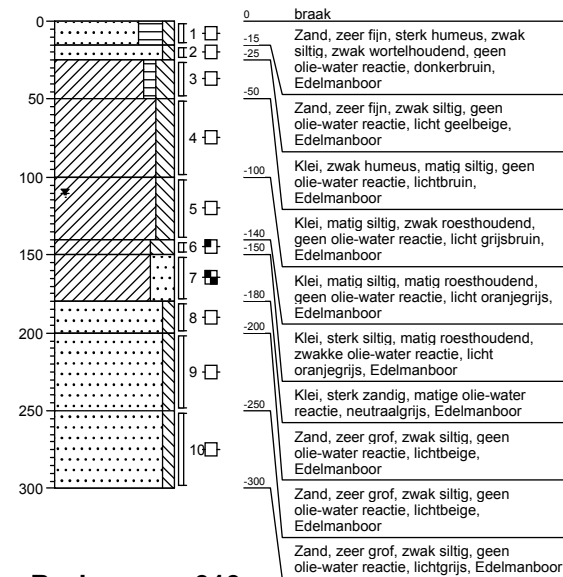 0
50
100
150
200
250
300
1
2
3
4
5
6
7
8
9
10
0
-15
-25
-50
-100
-140
-150
-180
-200
-250
-300
braak
Zand, zeer fijn, sterk humeus, zwak
siltig, zwak wortelhoudend, geen
olie-water reactie, donkerbruin,
Edelmanboor
Zand, zeer fijn, zwak siltig, geen
olie-water reactie, licht geelbeige,
Edelmanboor
Klei, zwak humeus, matig siltig, geen
olie-water reactie, lichtbruin,
Edelmanboor
Klei, matig siltig, zwak roesthoudend,
geen olie-water reactie, licht grijsbruin,
Edelmanboor
Klei, matig siltig, matig roesthoudend,
geen olie-water reactie, licht oranjegrijs,
Edelmanboor
Klei, sterk siltig, matig roesthoudend,
zwakke olie-water reactie, licht
oranjegrijs, Edelmanboor
Klei, sterk zandig, matige olie-water
reactie, neutraalgrijs, Edelmanboor
Zand, zeer grof, zwak siltig, geen
olie-water reactie, lichtbeige,
Edelmanboor
Zand, zeer grof, zwak siltig, geen
olie-water reactie, lichtbeige,
Edelmanboor
Zand, zeer grof, zwak siltig, geen
olie-water reactie, lichtgrijs, Edelmanboor